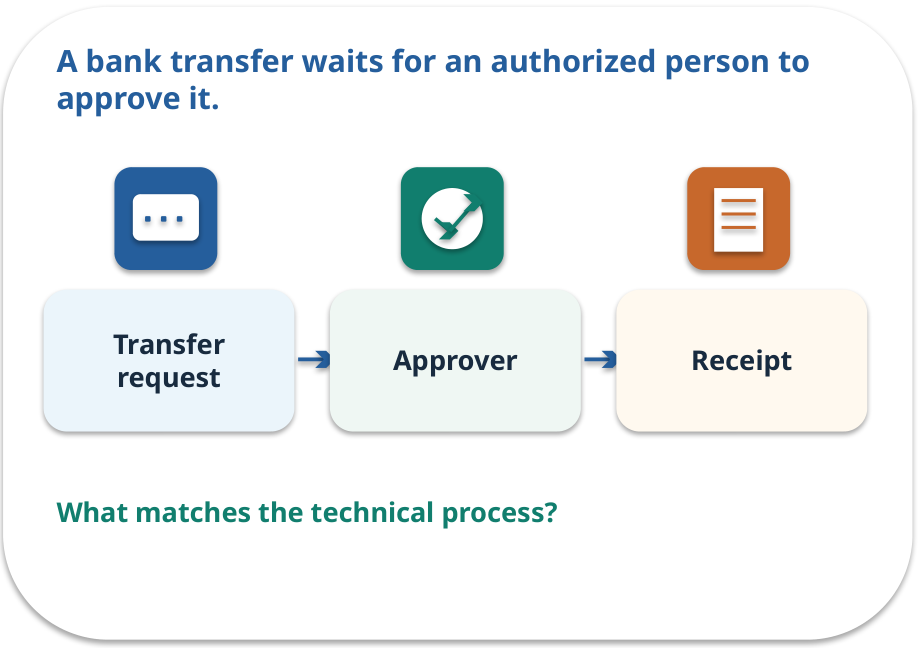 A bank transfer waits for an authorized person to
approve it.
Transfer
request
Approver
Receipt
What matches the technical process?